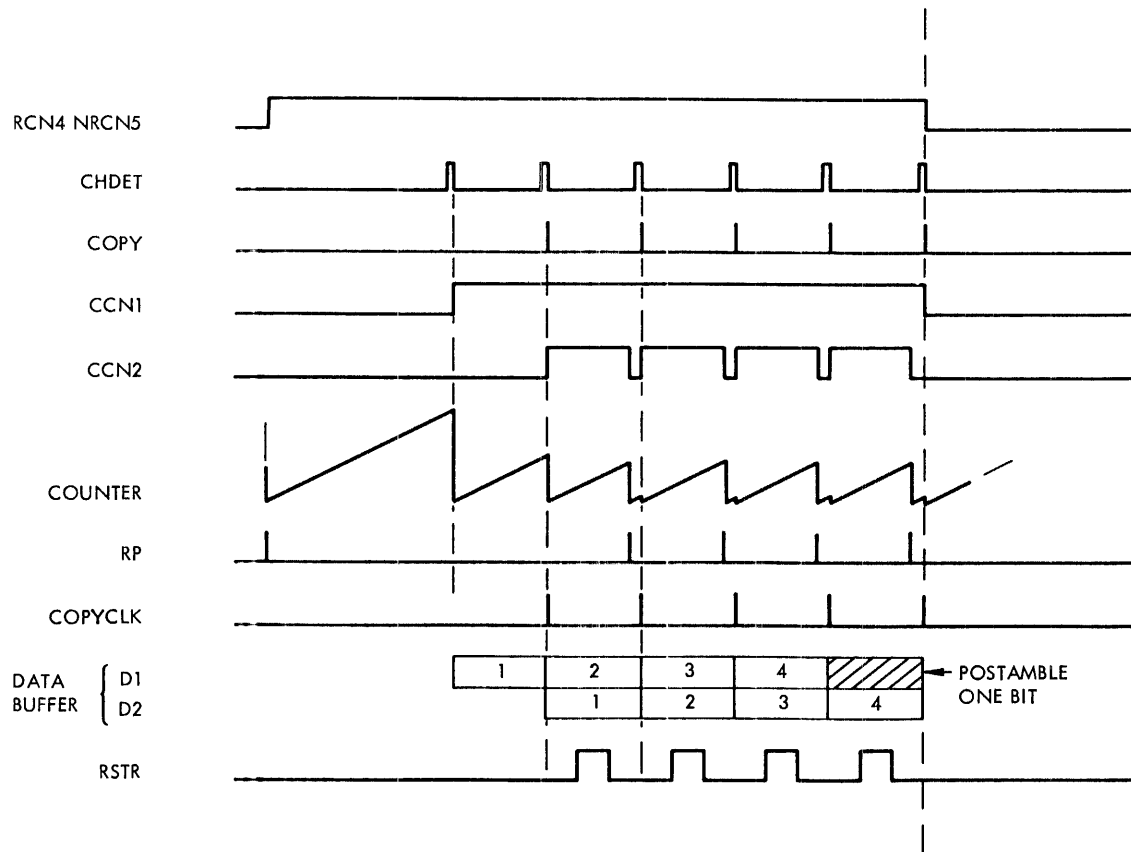 RCN4 NRCN5
CHDET
COPY
CCN1
CCN2
COUNTER
RP
COPYCLK
DATA BUFFER
D1
1 2 3 4
POSTAMBLE
ONE BIT
D2
1 2 3 4
RSTR